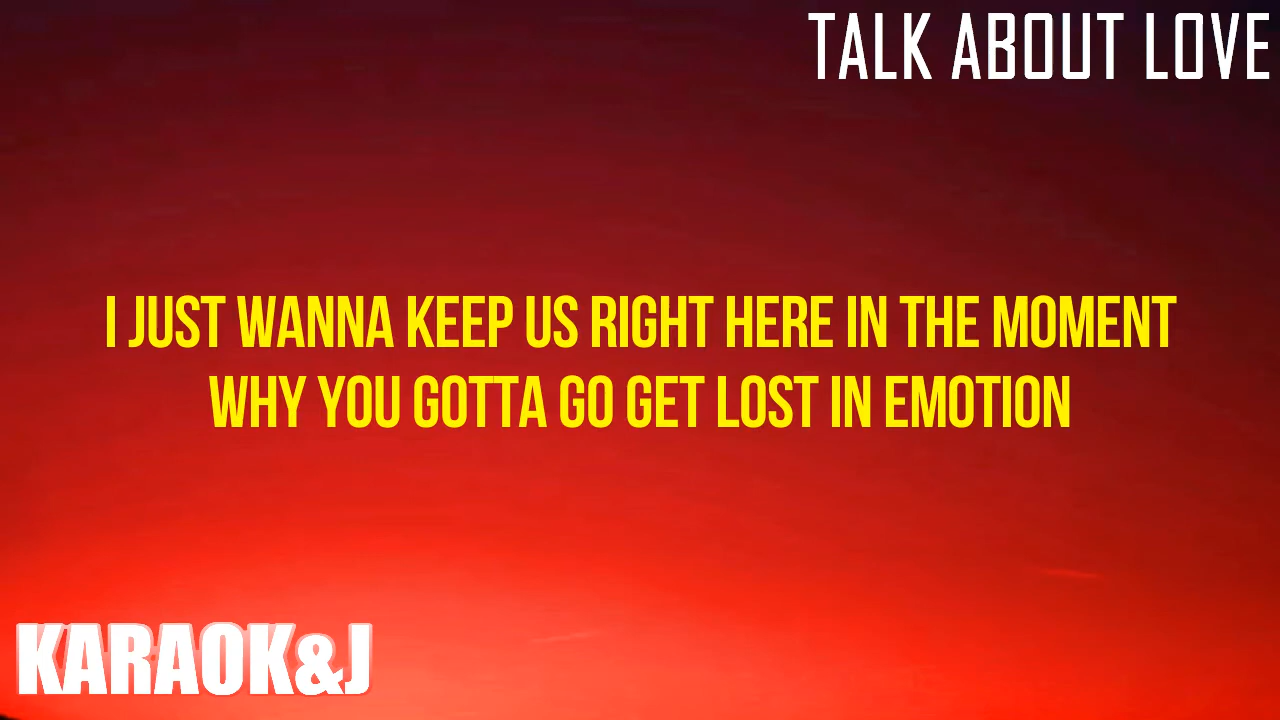 TALK ABOUT LOVE
I JUST WANNA KEEP US RIGHT HERE IN THE MOMENT
WHY YOU GOTTA GO GET LOST IN EMOTION
KARAOK&J